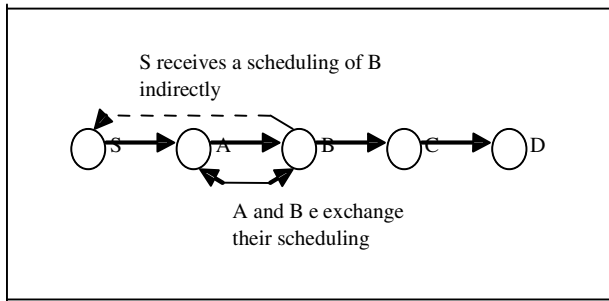 S receives a scheduling of B
indirectly
S A B C D
A and B e exchange
their scheduling